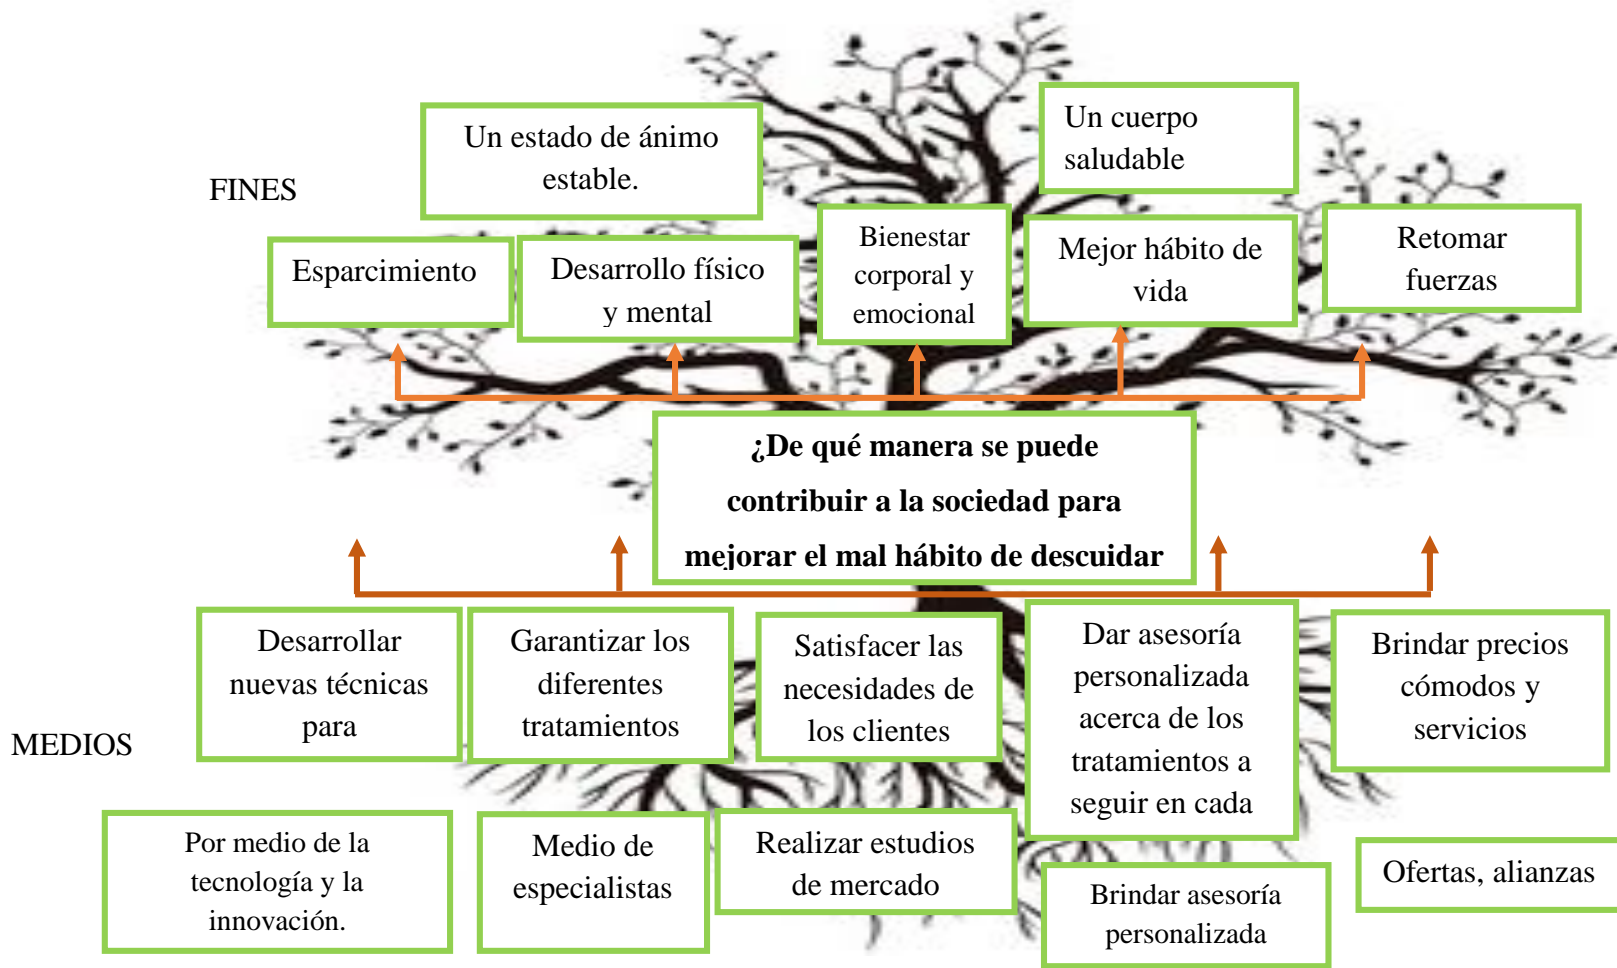 Un estado de ánimo
estable.
Un cuerpo
saludable
FINES
Esparcimiento
Desarrollo físico
y mental
Bienestar
corporal y
emocional
Mejor hábito de
vida
Retomar
fuerzas
¿De qué manera se puede
contribuir a la sociedad para
mejorar el mal hábito de descuidar
MEDIOS
Desarrollar
nuevas técnicas
para
Garantizar los
diferentes
tratamientos
Satisfacer las
necesidades de
los clientes
Dar asesoría
personalizada
acerca de los
tratamientos a
seguir en cada
Brindar precios
cómodos y
servicios
Por medio de la
tecnología y la
innovación.
Medio de
especialistas
Realizar estudios
de mercado
Brindar asesoría
personalizada
Ofertas, alianzas